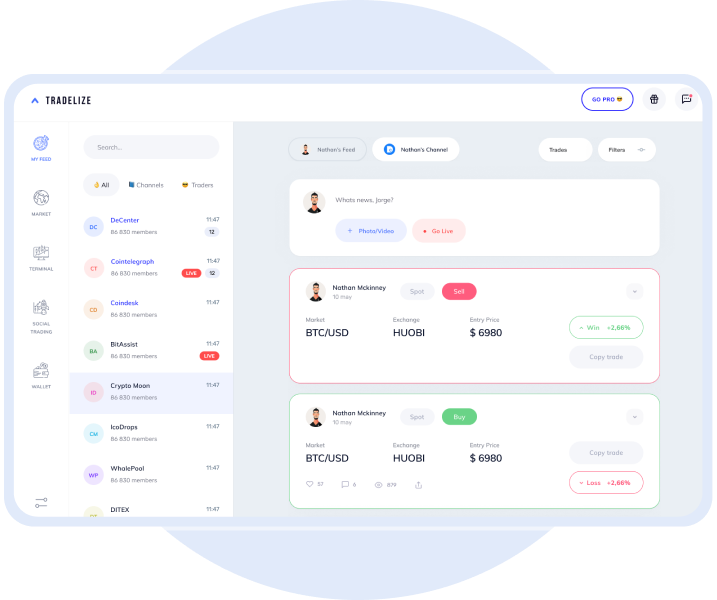 TRADELIZE
GO PRO
MY FEED
MARKET
TERMINAL
SOCIAL
TRADING
WALLET
Search...
All
Channels
Traders
DC
DeCenter
11:47
86 830 members
12
CT
Cointelegraph
11:47
86 830 members
LIVE
12
CD
Coindesk
11:47
86 830 members
BA
BitAssist
11:47
86 830 members
LIVE
ID
Crypto Moon
11:47
86 830 members
CM
IcoDrops
11:47
86 830 members
WP
WhalePool
11:47
86 830 members
DITEX
11:47
Nathan's Feed
Nathan's Channel
Trades
Filters
Whats news, Jorge?
+ Photo/Video
Go Live
Nathan Mckinney
10 may
Spot
Sell
Market
Exchange
Entry Price
BTC/USD
HUOBI
$ 6980
Win +2,66%
Copy trade
Nathan Mckinney
10 may
Spot
Buy
Market
Exchange
Entry Price
BTC/USD
HUOBI
$ 6980
Copy trade
Loss +2,66%
57
6
879